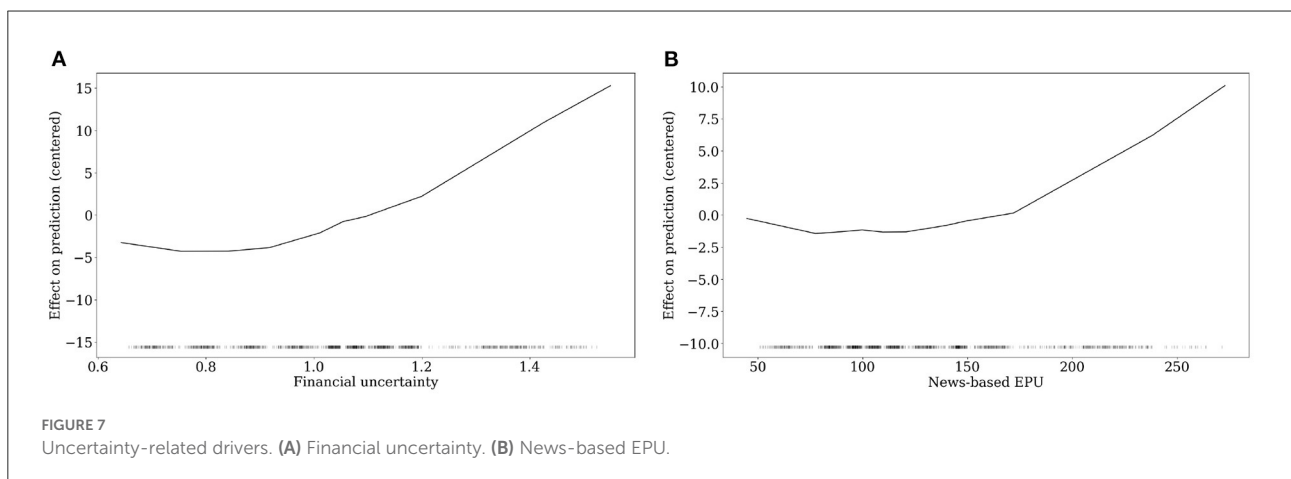 A
Effect on prediction (centered)
15
10
5
0
−5
−10
−15
0.6 0.8 1.0 1.2 1.4
Financial uncertainty
B
Effect on prediction (centered)
10.0
7.5
5.0
2.5
0.0
−2.5
−5.0
−7.5
−10.0
50 100 150 200 250
News-based EPU
FIGURE 7
Uncertainty-related drivers. (A) Financial uncertainty. (B) News-based EPU.